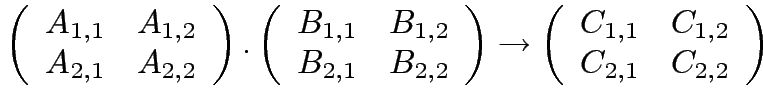 ( A1,1 A1,2 ) . ( B1,1 B1,2 ) → ( C1,1 C1,2 )
( A2,1 A2,2 ) ( B2,1 B2,2 ) ( C2,1 C2,2 )